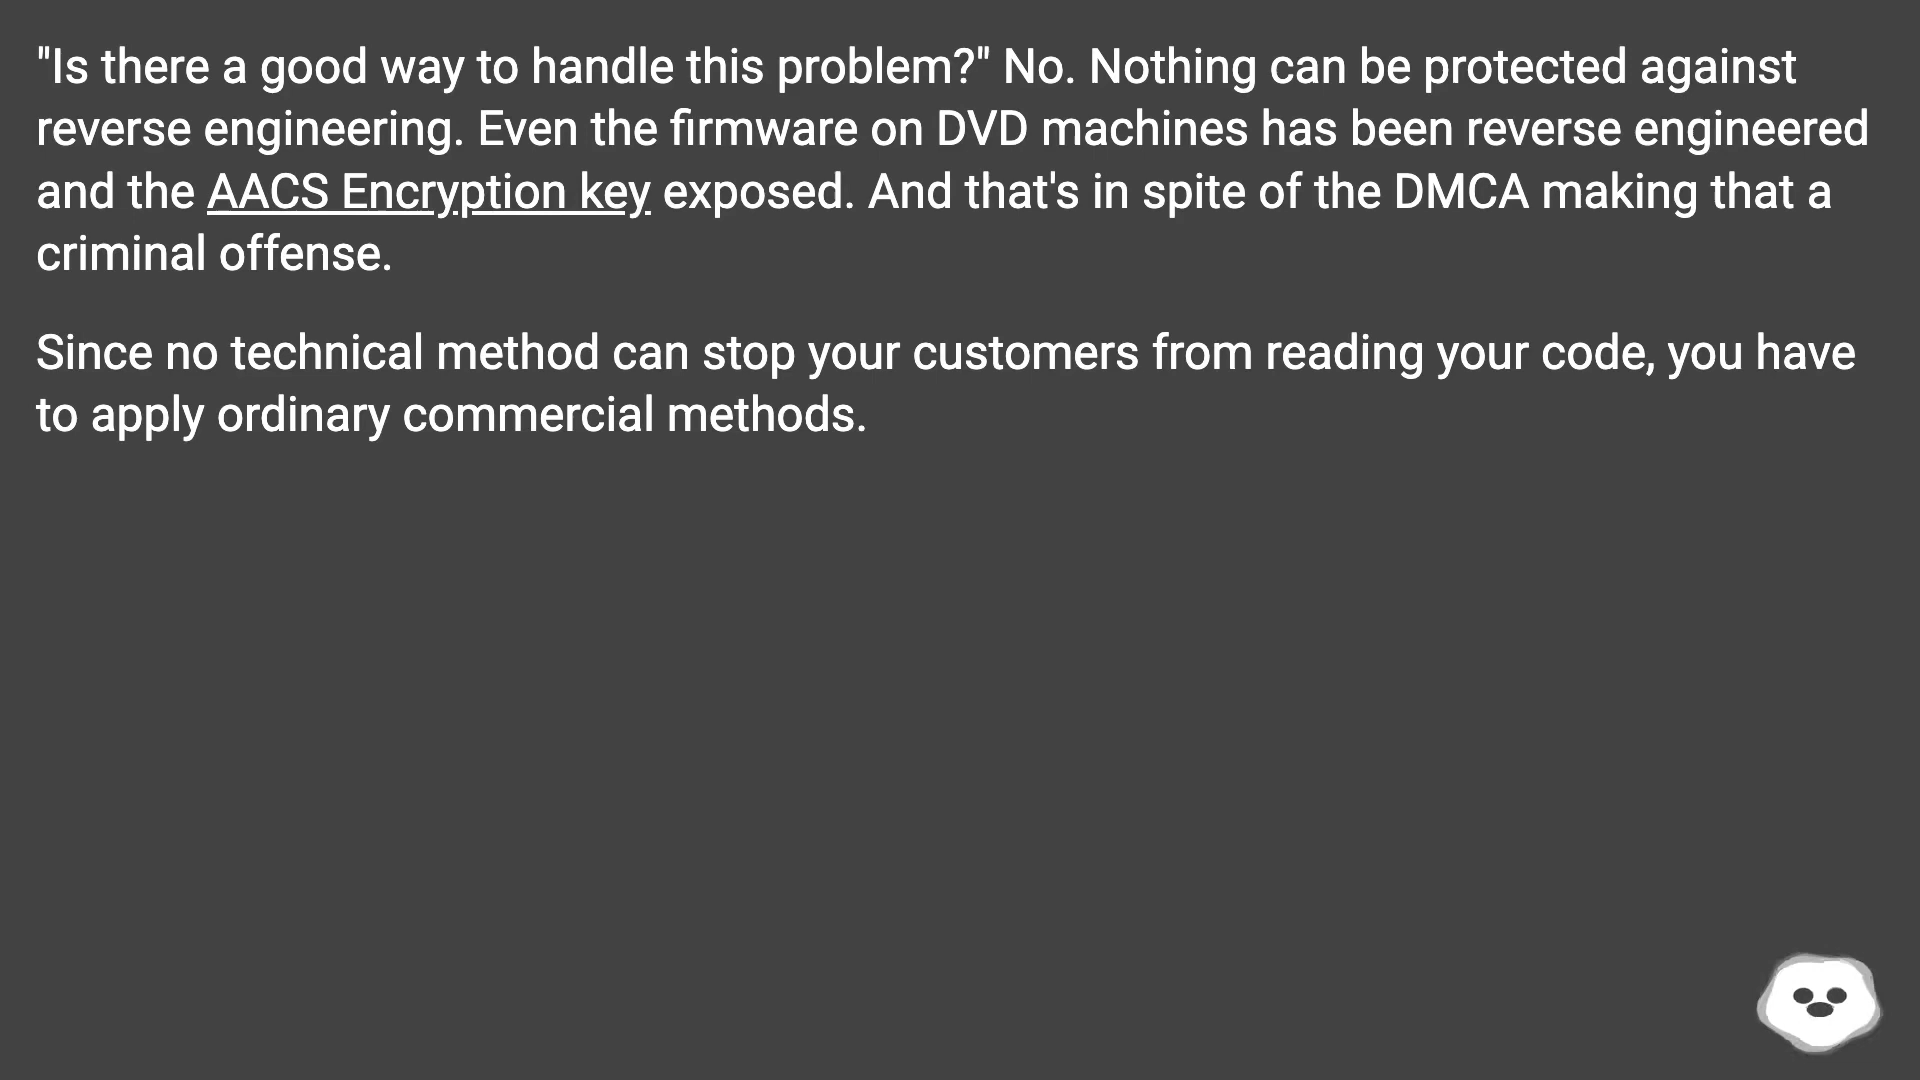 "Is there a good way to handle this problem?" No. Nothing can be protected against
reverse engineering. Even the firmware on DVD machines has been reverse engineered
and the AACS Encryption key exposed. And that's in spite of the DMCA making that a
criminal offense.
Since no technical method can stop your customers from reading your code, you have
to apply ordinary commercial methods.